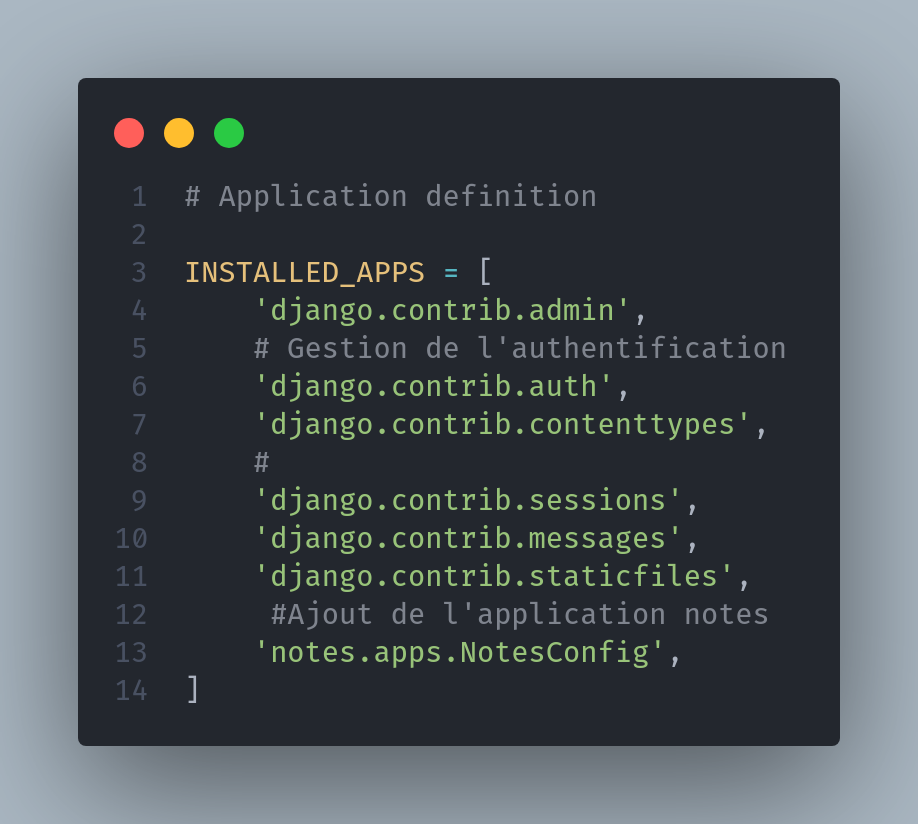 1 # Application definition
2
3 INSTALLED_APPS = [
4     'django.contrib.admin',
5     # Gestion de l'authentification
6     'django.contrib.auth',
7     'django.contrib.contenttypes',
8     #
9     'django.contrib.sessions',
10     'django.contrib.messages',
11     'django.contrib.staticfiles',
12      #Ajout de l'application notes
13     'notes.apps.NotesConfig',
14 ]